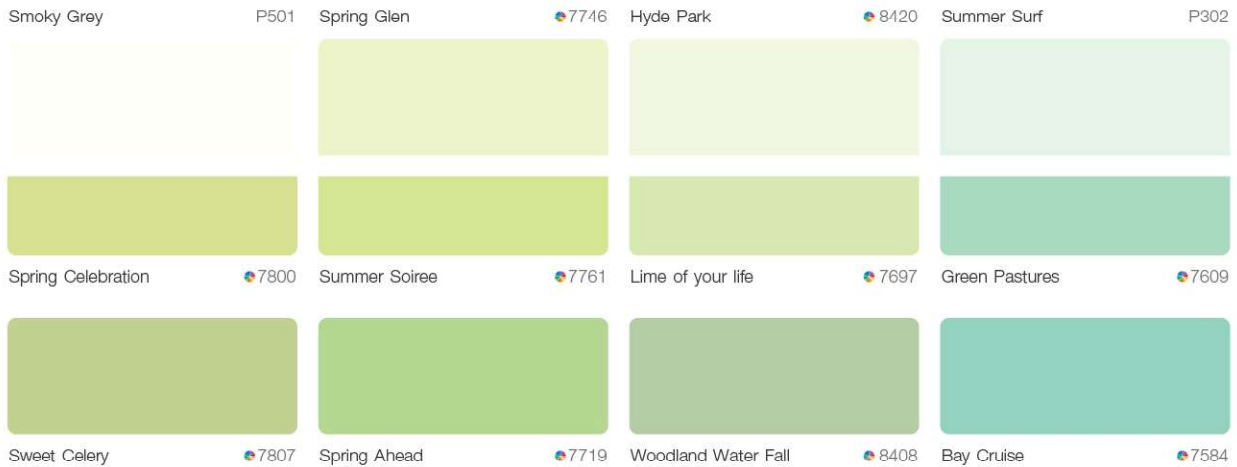 Smoky Grey P501 Spring Glen 7746 Hyde Park 8420 Summer Surf P302
Spring Celebration 7800 Summer Soiree 7761 Lime of your life 7697 Green Pastures 7609
Sweet Celery 7807 Spring Ahead 7719 Woodland Water Fall 8408 Bay Cruise 7584